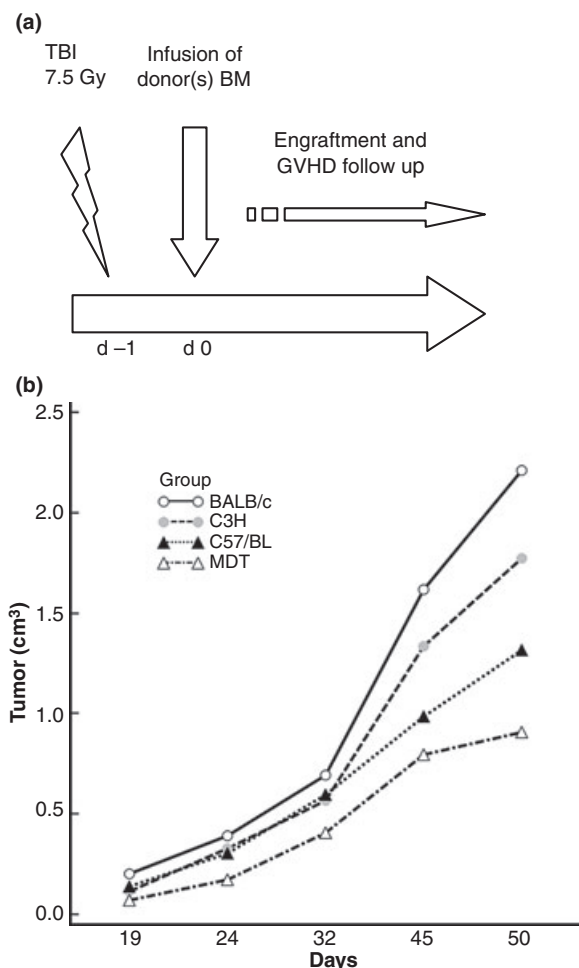 (a)
TBI
7.5 Gy
Infusion of
donor(s) BM
Engraftment and
GVHD follow up
d –1
d 0
(b)
2.5
2.0
1.5
1.0
0.5
0.0
Tumor (cm³)
Group
BALB/c
C3H
C57/BL
MDT
19 24 32 45 50
Days